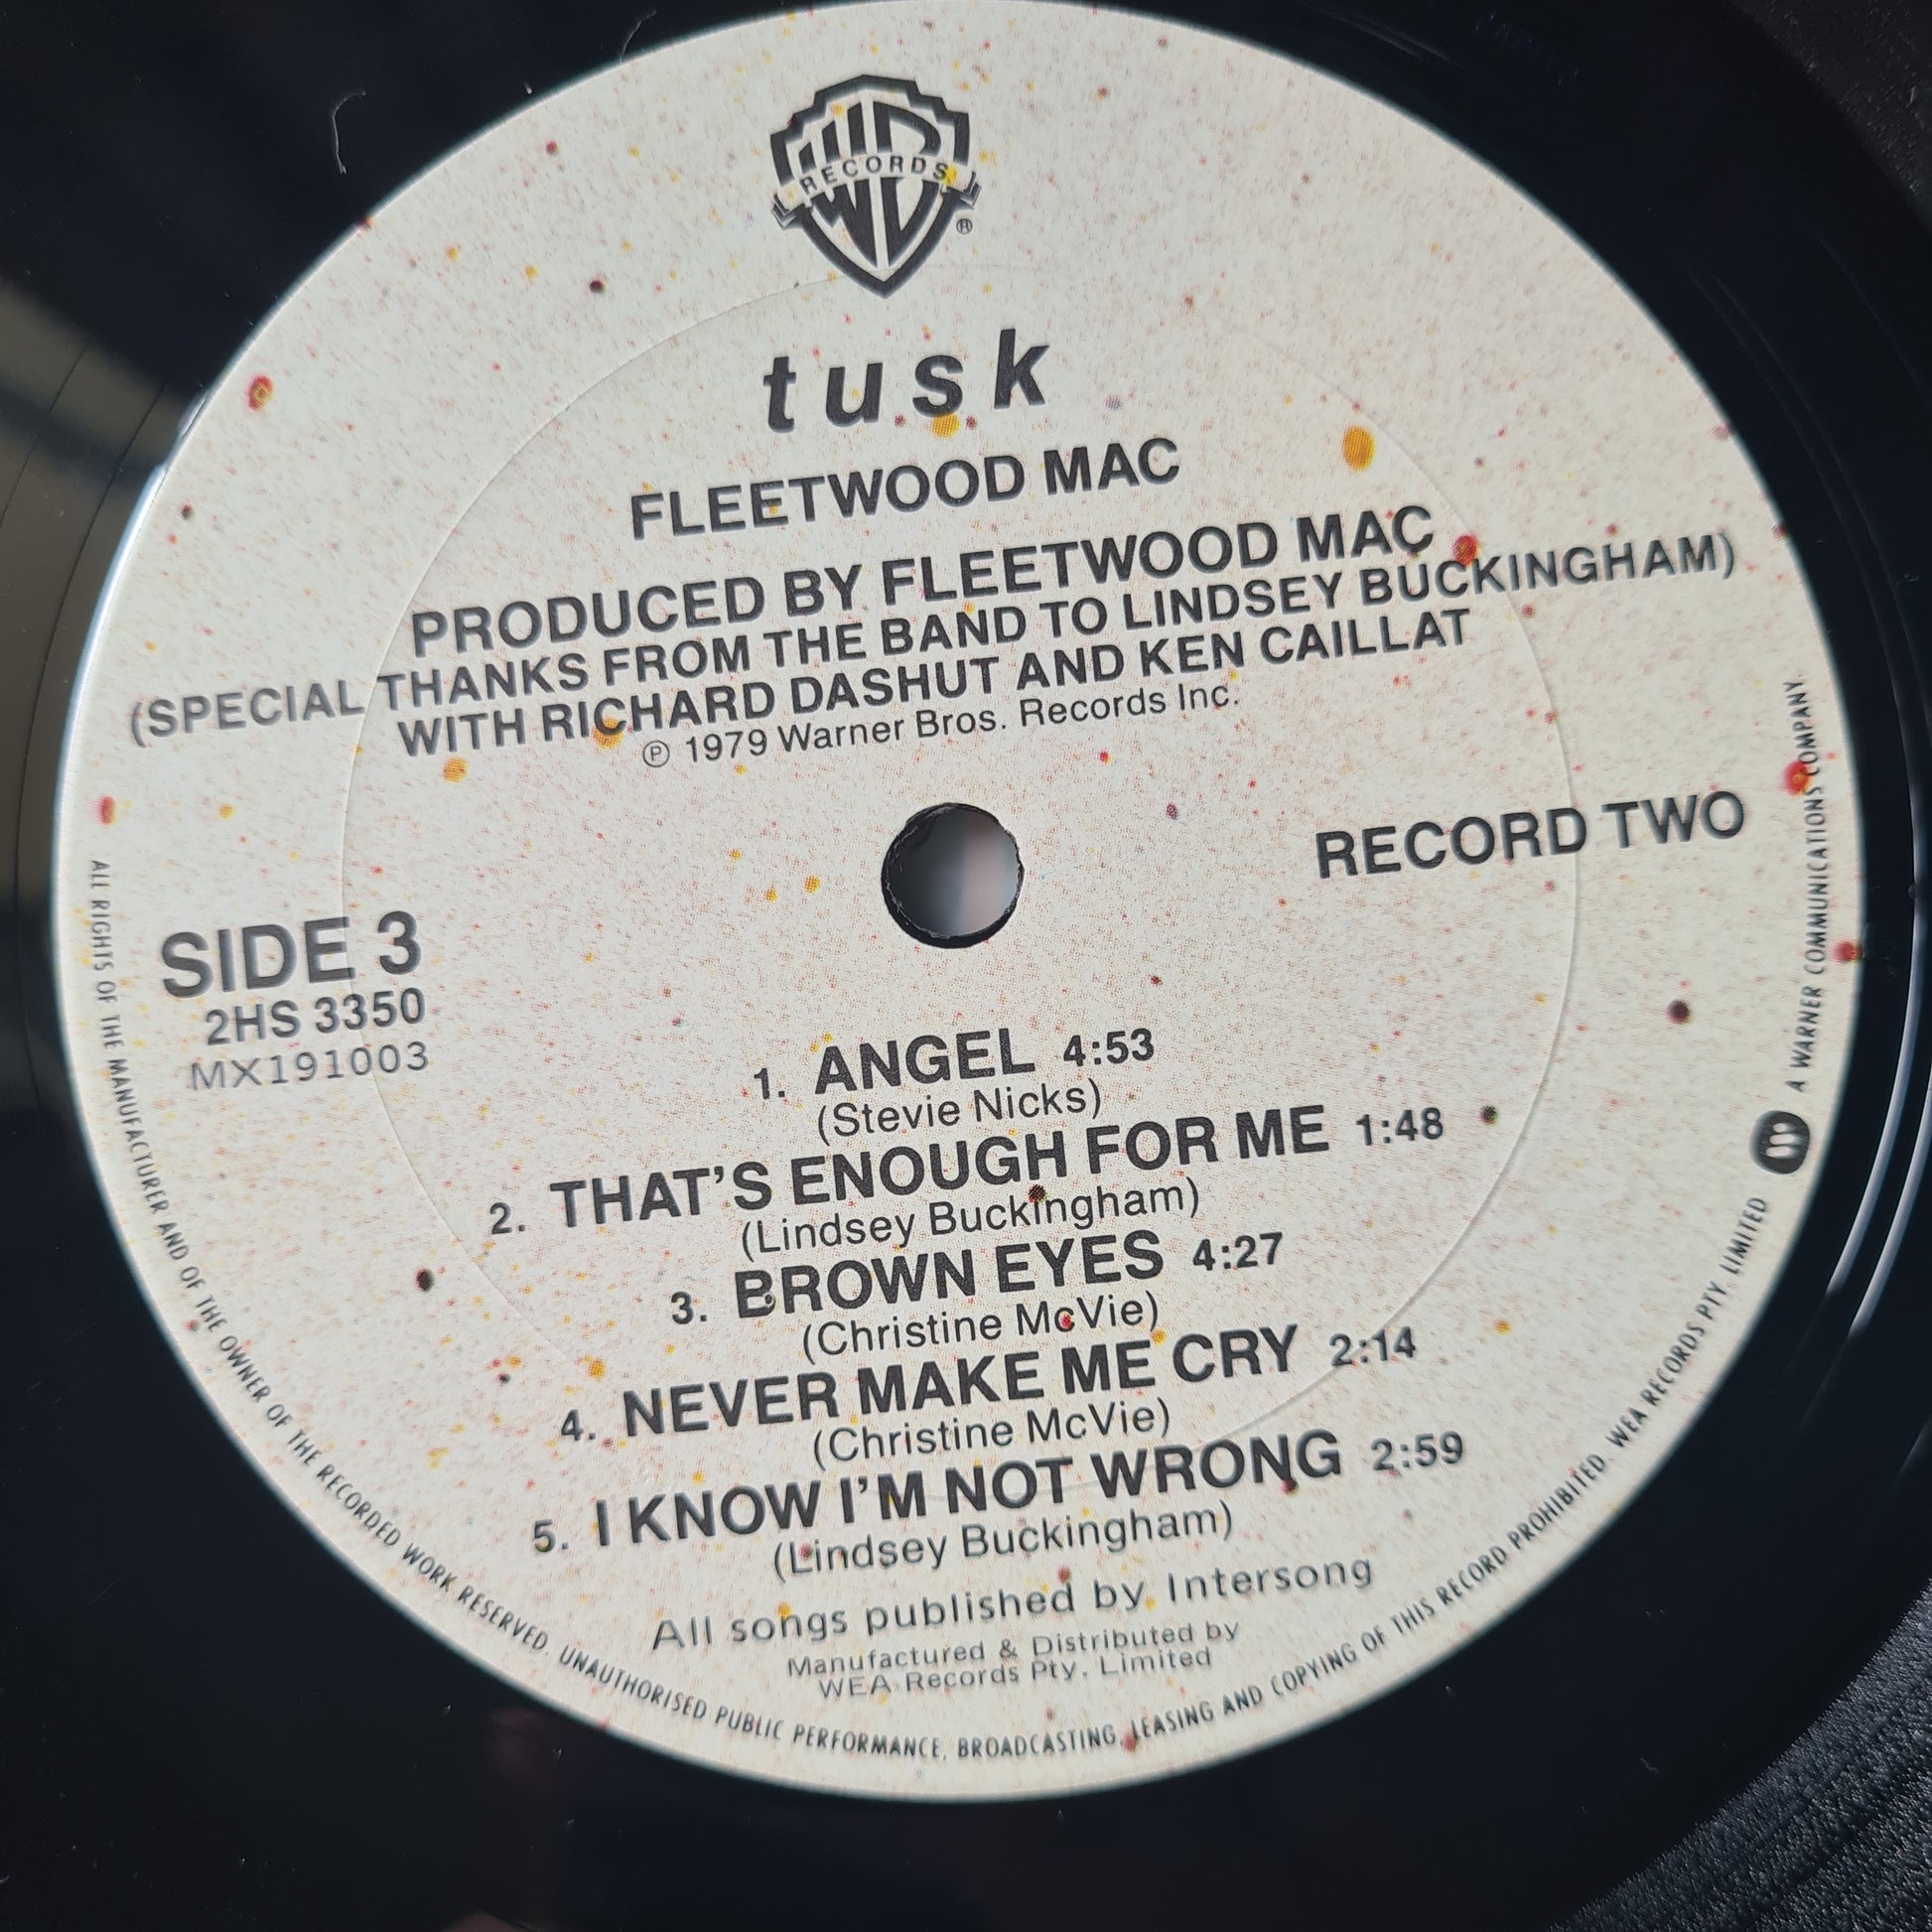 WB
RECORDS
®
tusk
FLEETWOOD MAC
PRODUCED BY FLEETWOOD MAC
(SPECIAL THANKS FROM THE BAND TO LINDSEY BUCKINGHAM)
WITH RICHARD DASHUT AND KEN CAILLAT
℗ 1979 Warner Bros. Records Inc.
RECORD TWO
SIDE 3
2HS 3350
MX191003
1. ANGEL 4:53
(Stevie Nicks)
2. THAT'S ENOUGH FOR ME 1:48
(Lindsey Buckingham)
3. BROWN EYES 4:27
(Christine McVie)
4. NEVER MAKE ME CRY 2:14
(Christine McVie)
5. I KNOW I'M NOT WRONG 2:59
(Lindsey Buckingham)
All songs published by Intersong
Manufactured & Distributed by
WEA Records Pty. Limited
ALL RIGHTS OF THE MANUFACTURER AND OF THE OWNER OF THE RECORDED WORK RESERVED. UNAUTHORISED PUBLIC PERFORMANCE, BROADCASTING, LEASING AND COPYING OF THIS RECORD PROHIBITED. WEA RECORDS PTY. LIMITED A WARNER COMMUNICATIONS COMPANY.